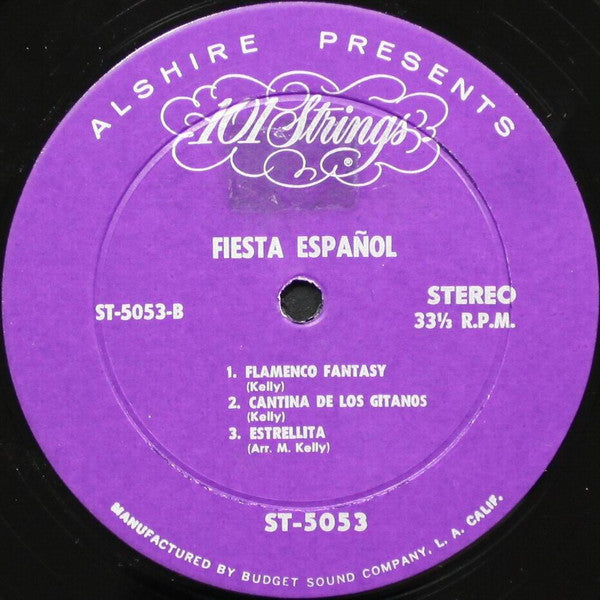 ALSHIRE PRESENTS
101 Strings®
FIESTA ESPAÑOL
ST-5053-B
STEREO
33⅓ R.P.M.
1. FLAMENCO FANTASY
(Kelly)
2. CANTINA DE LOS GITANOS
(Kelly)
3. ESTRELLITA
(Arr. M. Kelly)
ST-5053
MANUFACTURED BY BUDGET SOUND COMPANY, L. A. CALIF.